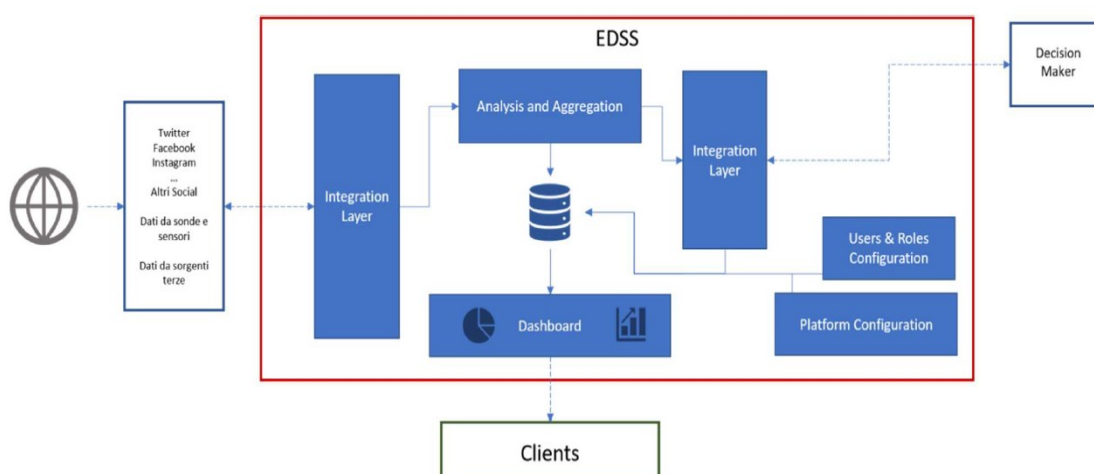 EDSS
Decision
Maker
Twitter
Facebook
Instagram
...
Altri Social
Dati da sonde e
sensori
Dati da sorgenti
terze
Integration
Layer
Analysis and Aggregation
Integration
Layer
Users & Roles
Configuration
Platform Configuration
Dashboard
Clients